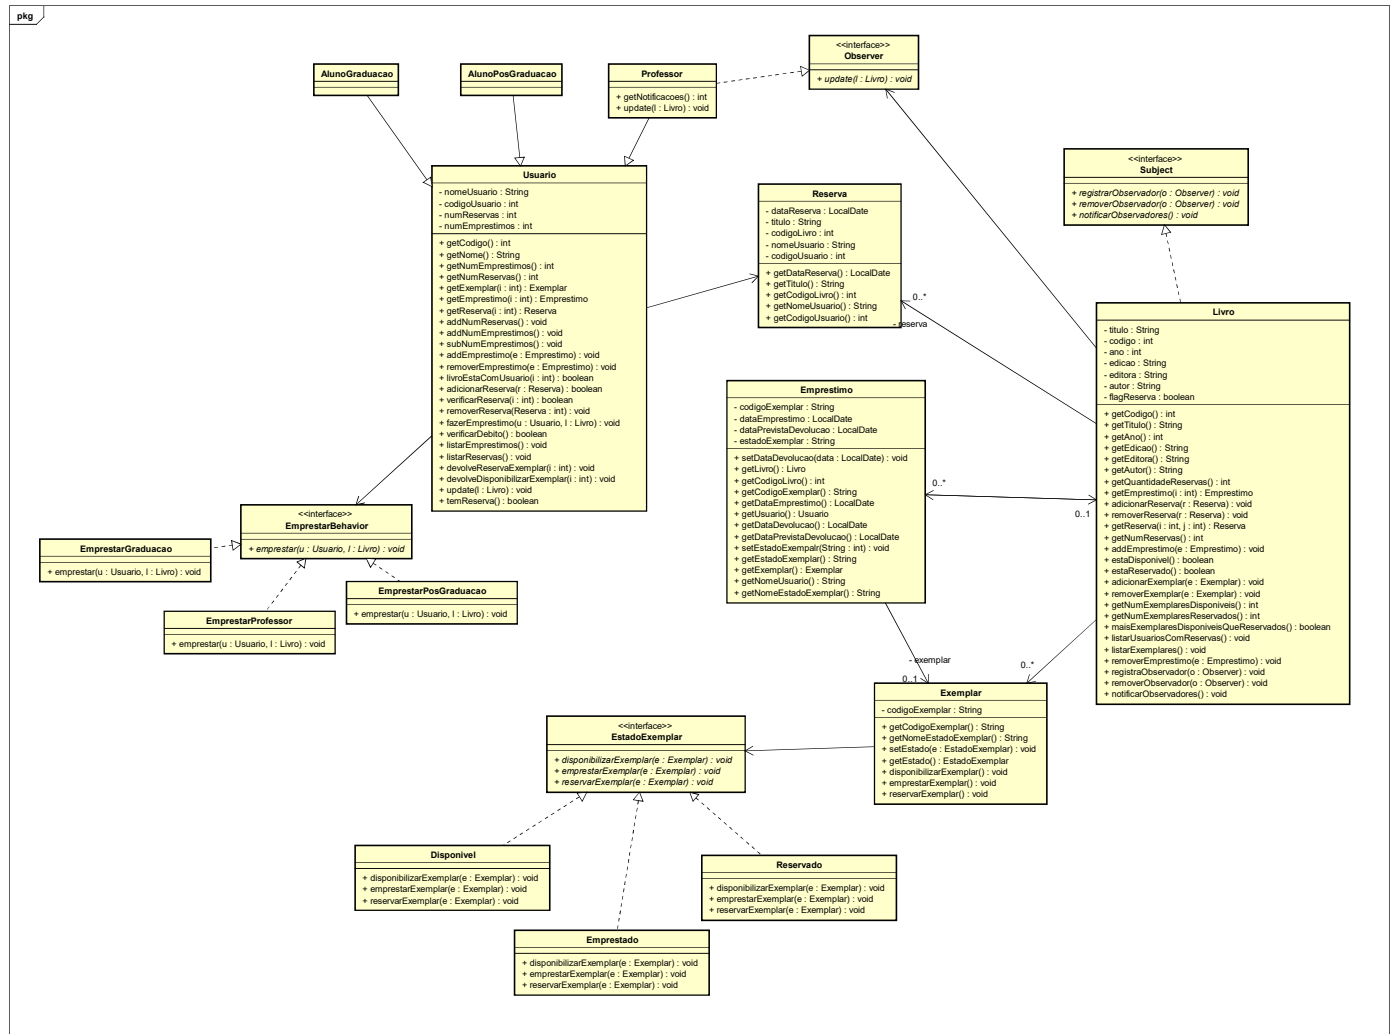 pkg
AlunoGraduacao
AlunoPosGraduacao
Professor
+ getNotificacoes() : int
+ update(l : Livro) : void
<<interface>>
Observer
+ update(l : Livro) : void
<<interface>>
Subject
+ registrarObservador(o : Observer) : void
+ removerObservador(o : Observer) : void
+ notificarObservadores() : void
Usuario
- nomeUsuario : String
- codigoUsuario : int
- numReservas : int
- numEmprestimos : int
+ getCodigo() : int
+ getNome() : String
+ getNumEmprestimos() : int
+ getNumReservas() : int
+ getExemplar(i : int) : Exemplar
+ getEmprestimo(i : int) : Emprestimo
+ getReserva(i : int) : Reserva
+ addNumReservas() : void
+ addNumEmprestimos() : void
+ subNumEmprestimos() : void
+ addEmprestimo(e : Emprestimo) : void
+ removerEmprestimo(e : Emprestimo) : void
+ livroEstaComUsuario(i : int) : boolean
+ adicionarReserva(r : Reserva) : boolean
+ verificarReserva(i : int) : boolean
+ removerReserva(Reserva : int) : void
+ fazerEmprestimo(u : Usuario, l : Livro) : void
+ verificarDebito() : boolean
+ listarEmprestimos() : void
+ listarReservas() : void
+ devolveReservaExemplar(i : int) : void
+ devolveDisponibilizarExemplar(i : int) : void
+ update(l : Livro) : void
+ temReserva() : boolean
Reserva
- dataReserva : LocalDate
- titulo : String
- codigoLivro : int
- nomeUsuario : String
- codigoUsuario : int
+ getDataReserva() : LocalDate
+ getTitulo() : String
+ getCodigoLivro() : int
+ getNomeUsuario() : String
+ getCodigoUsuario() : int
0..*
- reserva
Livro
- titulo : String
- codigo : int
- ano : int
- edicao : String
- editora : String
- autor : String
- flagReserva : boolean
+ getCodigo() : int
+ getTitulo() : String
+ getAno() : int
+ getEdicao() : String
+ getEditora() : String
+ getAutor() : String
+ getQuantidadeReservas() : int
+ getEmprestimo(i : int) : Emprestimo
+ adicionarReserva(r : Reserva) : void
+ removerReserva(r : Reserva) : void
+ getReserva(i : int, j : int) : Reserva
+ getNumReservas() : int
+ addEmprestimo(e : Emprestimo) : void
+ estaDisponivel() : boolean
+ estaReservado() : boolean
+ adicionarExemplar(e : Exemplar) : void
+ removerExemplar(e : Exemplar) : void
+ getNumExemplaresDisponiveis() : int
+ getNumExemplaresReservados() : int
+ maisExemplaresDisponiveisQueReservados() : boolean
+ listarUsuariosComReservas() : void
+ listarExemplares() : void
+ removerEmprestimo(e : Emprestimo) : void
+ registraObservador(o : Observer) : void
+ removerObservador(o : Observer) : void
+ notificarObservadores() : void
Emprestimo
- codigoExemplar : String
- dataEmprestimo : LocalDate
- dataPrevistaDevolucao : LocalDate
- estadoExemplar : String
+ setDataDevolucao(data : LocalDate) : void
+ getLivro() : Livro
+ getCodigoLivro() : int
+ getCodigoExemplar() : String
+ getDataEmprestimo() : LocalDate
+ getUsuario() : Usuario
+ getDataDevolucao() : LocalDate
+ getDataPrevistaDevolucao() : LocalDate
+ setEstadoExempalr(String : int) : void
+ getEstadoExemplar() : String
+ getExemplar() : Exemplar
+ getNomeUsuario() : String
+ getNomeEstadoExemplar() : String
0..*
0..1
<<interface>>
EmprestarBehavior
+ emprestar(u : Usuario, l : Livro) : void
EmprestarGraduacao
+ emprestar(u : Usuario, l : Livro) : void
EmprestarPosGraduacao
+ emprestar(u : Usuario, l : Livro) : void
EmprestarProfessor
+ emprestar(u : Usuario, l : Livro) : void
- exemplar
0..1
0..*
Exemplar
- codigoExemplar : String
+ getCodigoExemplar() : String
+ getNomeEstadoExemplar() : String
+ setEstado(e : EstadoExemplar) : void
+ getEstado() : EstadoExemplar
+ disponibilizarExemplar() : void
+ emprestarExemplar() : void
+ reservarExemplar() : void
<<interface>>
EstadoExemplar
+ disponibilizarExemplar(e : Exemplar) : void
+ emprestarExemplar(e : Exemplar) : void
+ reservarExemplar(e : Exemplar) : void
Disponivel
+ disponibilizarExemplar(e : Exemplar) : void
+ emprestarExemplar(e : Exemplar) : void
+ reservarExemplar(e : Exemplar) : void
Reservado
+ disponibilizarExemplar(e : Exemplar) : void
+ emprestarExemplar(e : Exemplar) : void
+ reservarExemplar(e : Exemplar) : void
Emprestado
+ disponibilizarExemplar(e : Exemplar) : void
+ emprestarExemplar(e : Exemplar) : void
+ reservarExemplar(e : Exemplar) : void